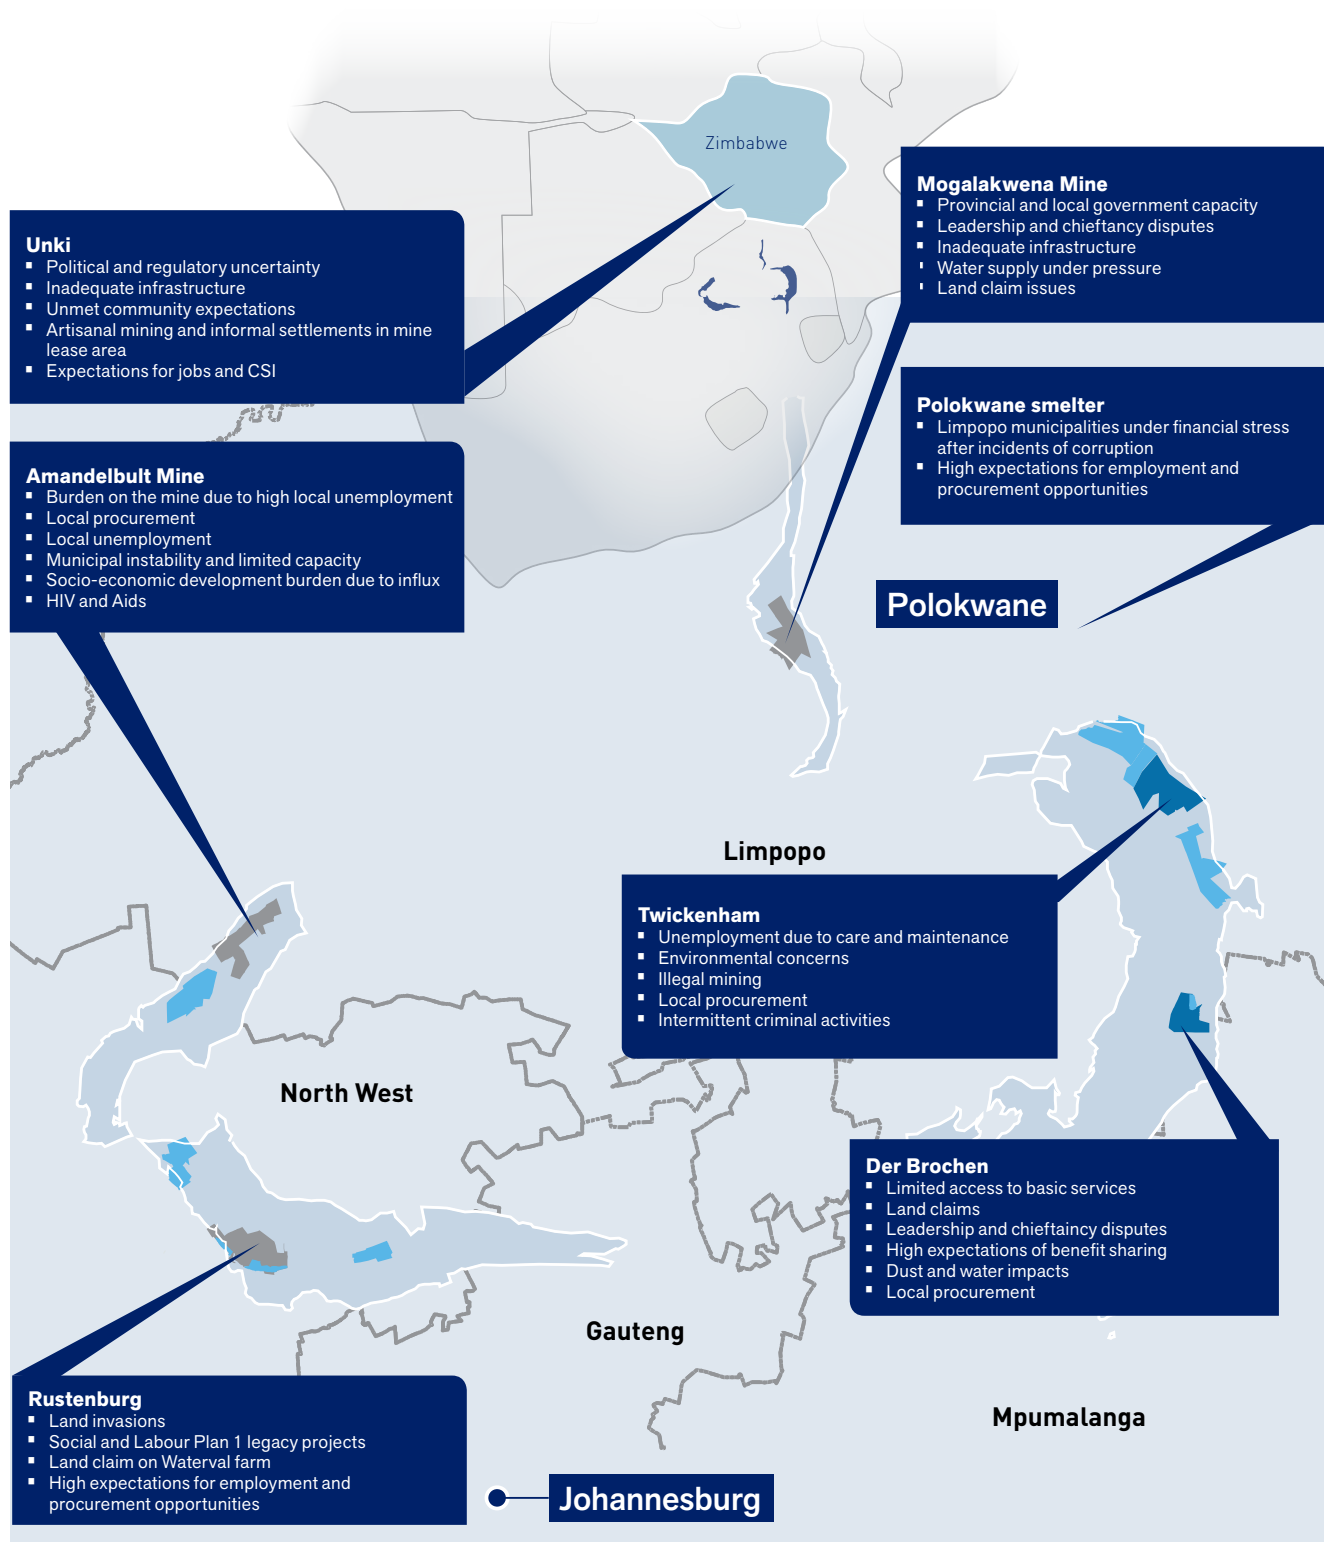 Zimbabwe
Mogalakwena Mine
Provincial and local government capacity
Leadership and chieftancy disputes
Inadequate infrastructure
Water supply under pressure
Land claim issues
Unki
Political and regulatory uncertainty
Inadequate infrastructure
Unmet community expectations
Artisanal mining and informal settlements in mine
lease area
Expectations for jobs and CSI
Polokwane smelter
Limpopo municipalities under financial stress
after incidents of corruption
High expectations for employment and
procurement opportunities
Amandelbult Mine
Burden on the mine due to high local unemployment
Local procurement
Local unemployment
Municipal instability and limited capacity
Socio-economic development burden due to influx
HIV and Aids
Polokwane
Limpopo
Twickenham
Unemployment due to care and maintenance
Environmental concerns
Illegal mining
Local procurement
Intermittent criminal activities
North West
Der Brochen
Limited access to basic services
Land claims
Leadership and chieftaincy disputes
High expectations of benefit sharing
Dust and water impacts
Local procurement
Gauteng
Mpumalanga
Rustenburg
Land invasions
Social and Labour Plan 1 legacy projects
Land claim on Waterval farm
High expectations for employment and
procurement opportunities
Johannesburg